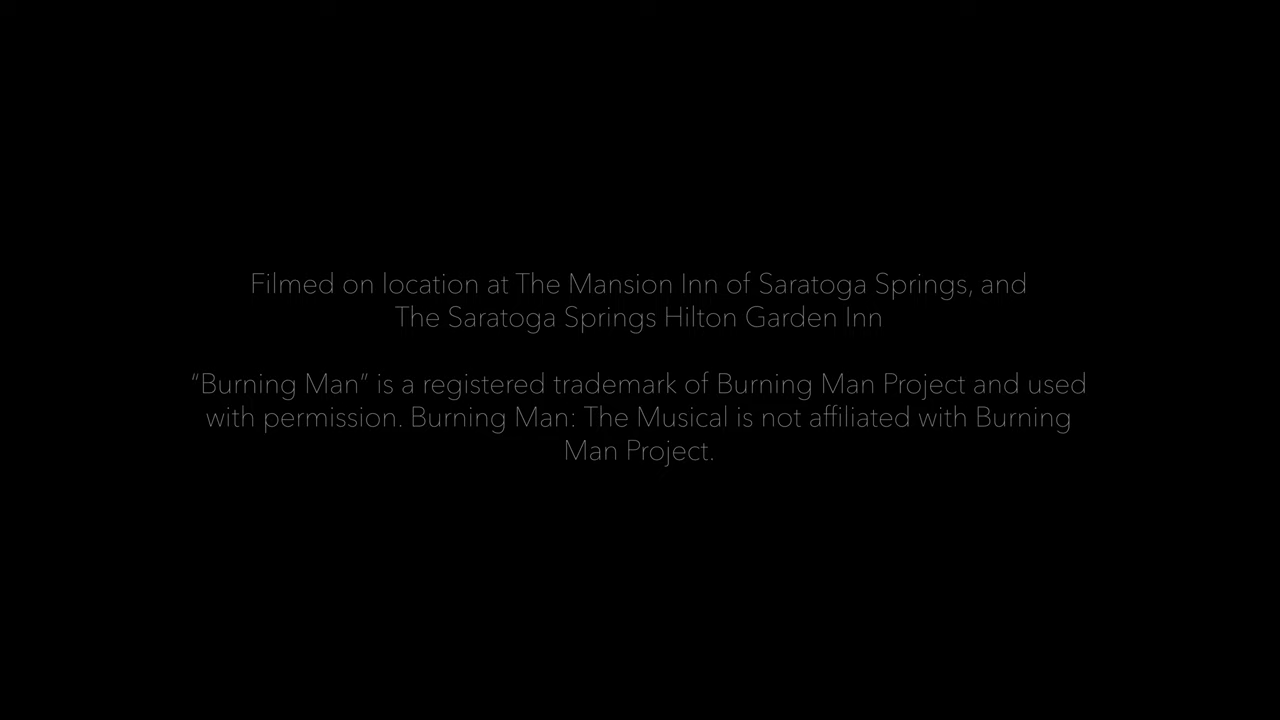 Filmed on location at The Mansion Inn of Saratoga Springs, and
The Saratoga Springs Hilton Garden Inn
“Burning Man” is a registered trademark of Burning Man Project and used
with permission. Burning Man: The Musical is not affiliated with Burning
Man Project.